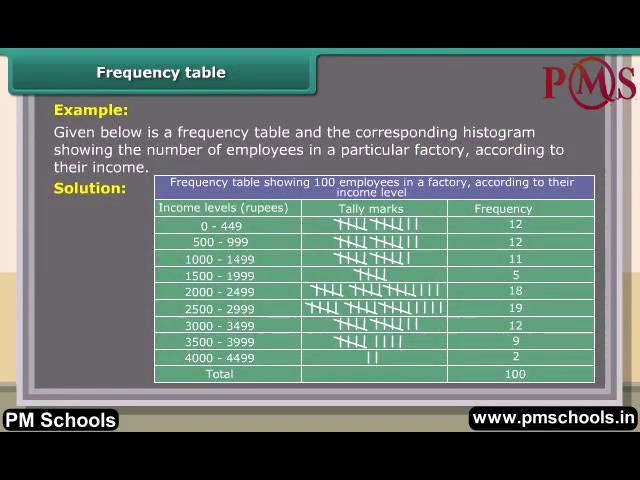 Frequency table
PMS
Example:
Given below is a frequency table and the corresponding histogram
showing the number of employees in a particular factory, according to
their income.
Solution:
Frequency table showing 100 employees in a factory, according to their
income level
Income levels (rupees) Tally marks Frequency
0 - 449 12
500 - 999 12
1000 - 1499 11
1500 - 1999 5
2000 - 2499 18
2500 - 2999 19
3000 - 3499 12
3500 - 3999 9
4000 - 4499 2
Total 100
PM Schools
www.pmschools.in